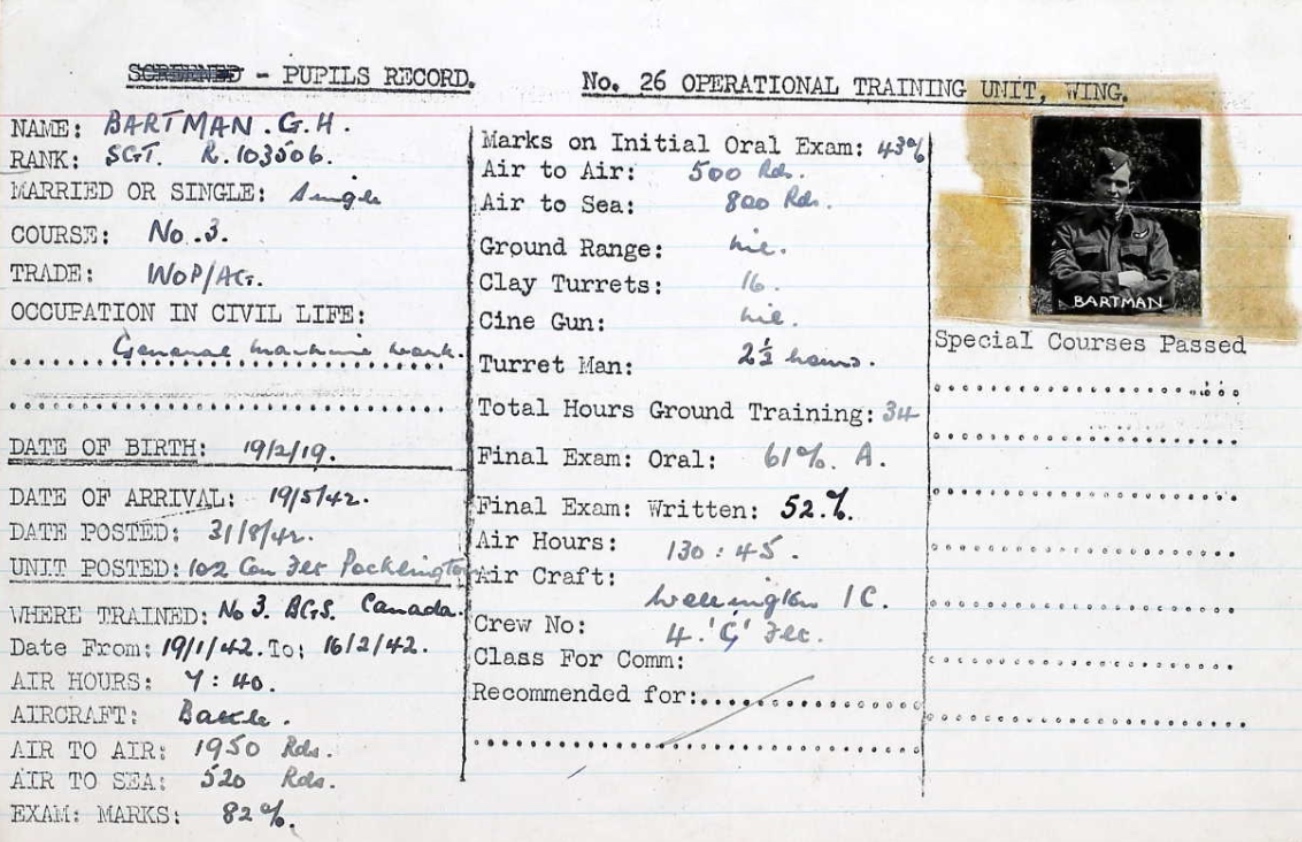 SCREENED - PUPILS RECORD.
No. 26 OPERATIONAL TRAINING UNIT, WING.
NAME: BARTMAN. G.H.
RANK: SGT. R.103506.
MARRIED OR SINGLE: Single
COURSE: No.3.
TRADE: WOP/AG.
OCCUPATION IN CIVIL LIFE:
General machine work.
DATE OF BIRTH: 19/2/19.
DATE OF ARRIVAL: 19/5/42.
DATE POSTED: 31/8/42.
UNIT POSTED: 102 Con Flt Pocklington
WHERE TRAINED: No 3. BGS. Canada.
Date From: 19/1/42. To: 16/2/42.
AIR HOURS: 7:40.
AIRCRAFT: Battle.
AIR TO AIR: 1950 Rds.
AIR TO SEA: 520 Rds.
EXAM: MARKS: 82%.
Marks on Initial Oral Exam: 43%
Air to Air: 500 Rds.
Air to Sea: 800 Rds.
Ground Range: nil.
Clay Turrets: 16.
Cine Gun: nil.
Turret Man: 2½ hours.
Total Hours Ground Training: 34
Final Exam: Oral: 61%. A.
Final Exam: Written: 52.%.
Air Hours: 130:45.
Air Craft:
Wellington IC.
Crew No: 4. 'C' Flt.
Class For Comm:
Recommended for:
BARTMAN
Special Courses Passed